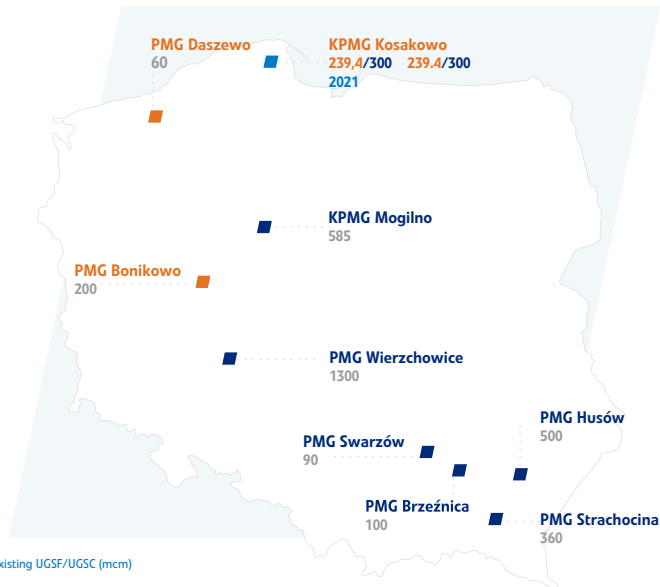 PMG Daszewo
60
KPMG Kosakowo
239,4/300 239.4/300
2021
KPMG Mogilno
585
PMG Bonikowo
200
PMG Wierzchowice
1300
PMG Husów
500
PMG Swarzów
90
PMG Brzeźnica
100
PMG Strachocina
360
UGSF/UGSC (mcm)